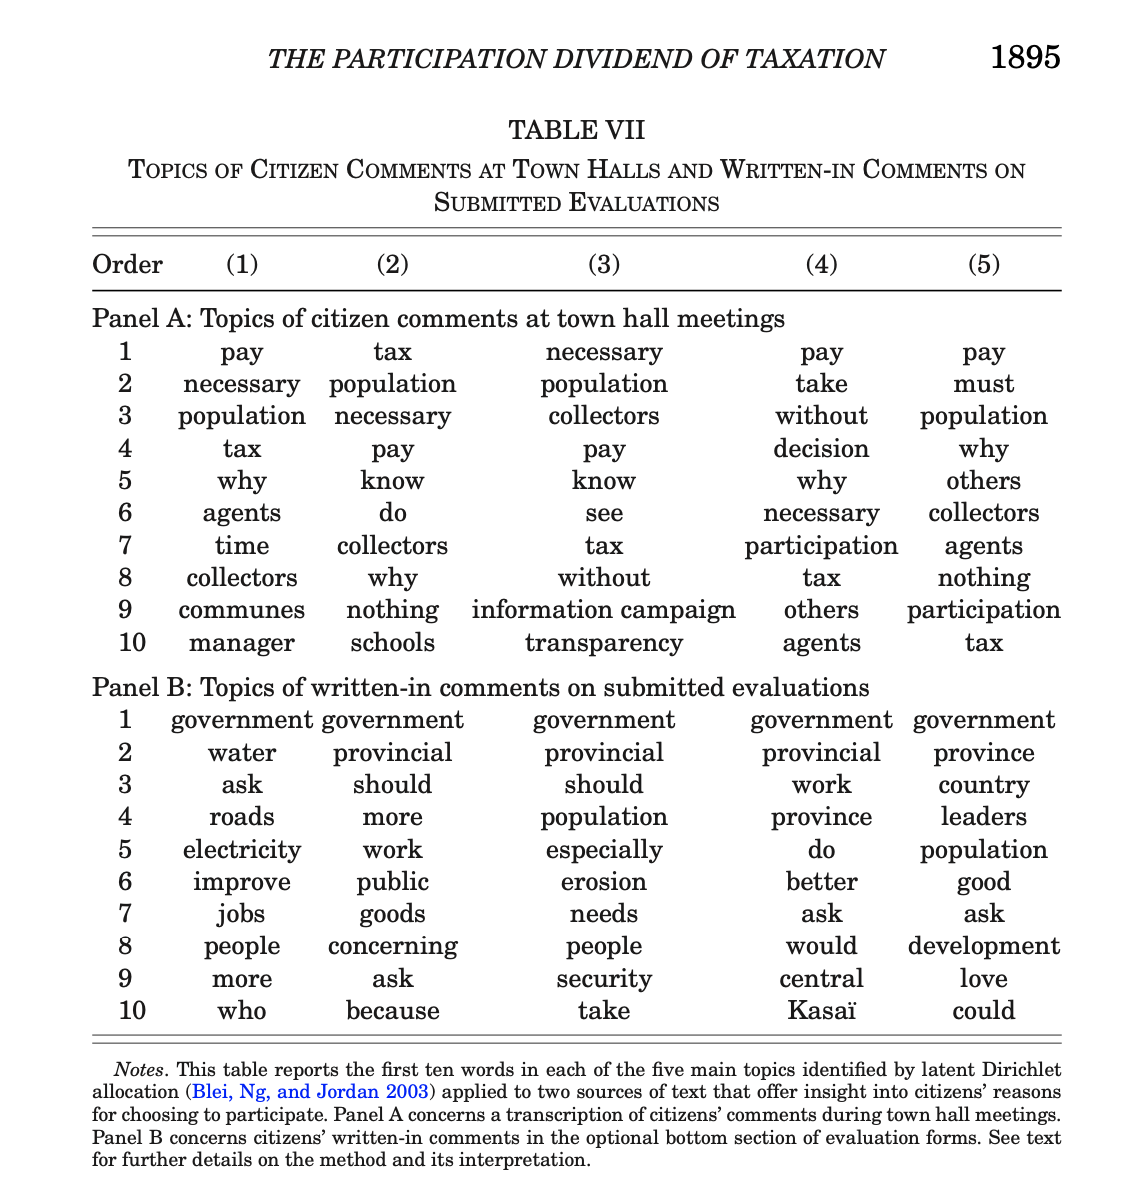 THE PARTICIPATION DIVIDEND OF TAXATION 1895
TABLE VII
TOPICS OF CITIZEN COMMENTS AT TOWN HALLS AND WRITTEN-IN COMMENTS ON
SUBMITTED EVALUATIONS
Order (1) (2) (3) (4) (5)
Panel A: Topics of citizen comments at town hall meetings
1 pay tax necessary pay pay
2 necessary population population take must
3 population necessary collectors without population
4 tax pay pay decision why
5 why know know why others
6 agents do see necessary collectors
7 time collectors tax participation agents
8 collectors why without tax nothing
9 communes nothing information campaign others participation
10 manager schools transparency agents tax
Panel B: Topics of written-in comments on submitted evaluations
1 government government government government government
2 water provincial provincial provincial province
3 ask should should work country
4 roads more population province leaders
5 electricity work especially do population
6 improve public erosion better good
7 jobs goods needs ask ask
8 people concerning people would development
9 more ask security central love
10 who because take Kasaï could
Notes. This table reports the first ten words in each of the five main topics identified by latent Dirichlet
allocation (Blei, Ng, and Jordan 2003) applied to two sources of text that offer insight into citizens’ reasons
for choosing to participate. Panel A concerns a transcription of citizens’ comments during town hall meetings.
Panel B concerns citizens’ written-in comments in the optional bottom section of evaluation forms. See text
for further details on the method and its interpretation.